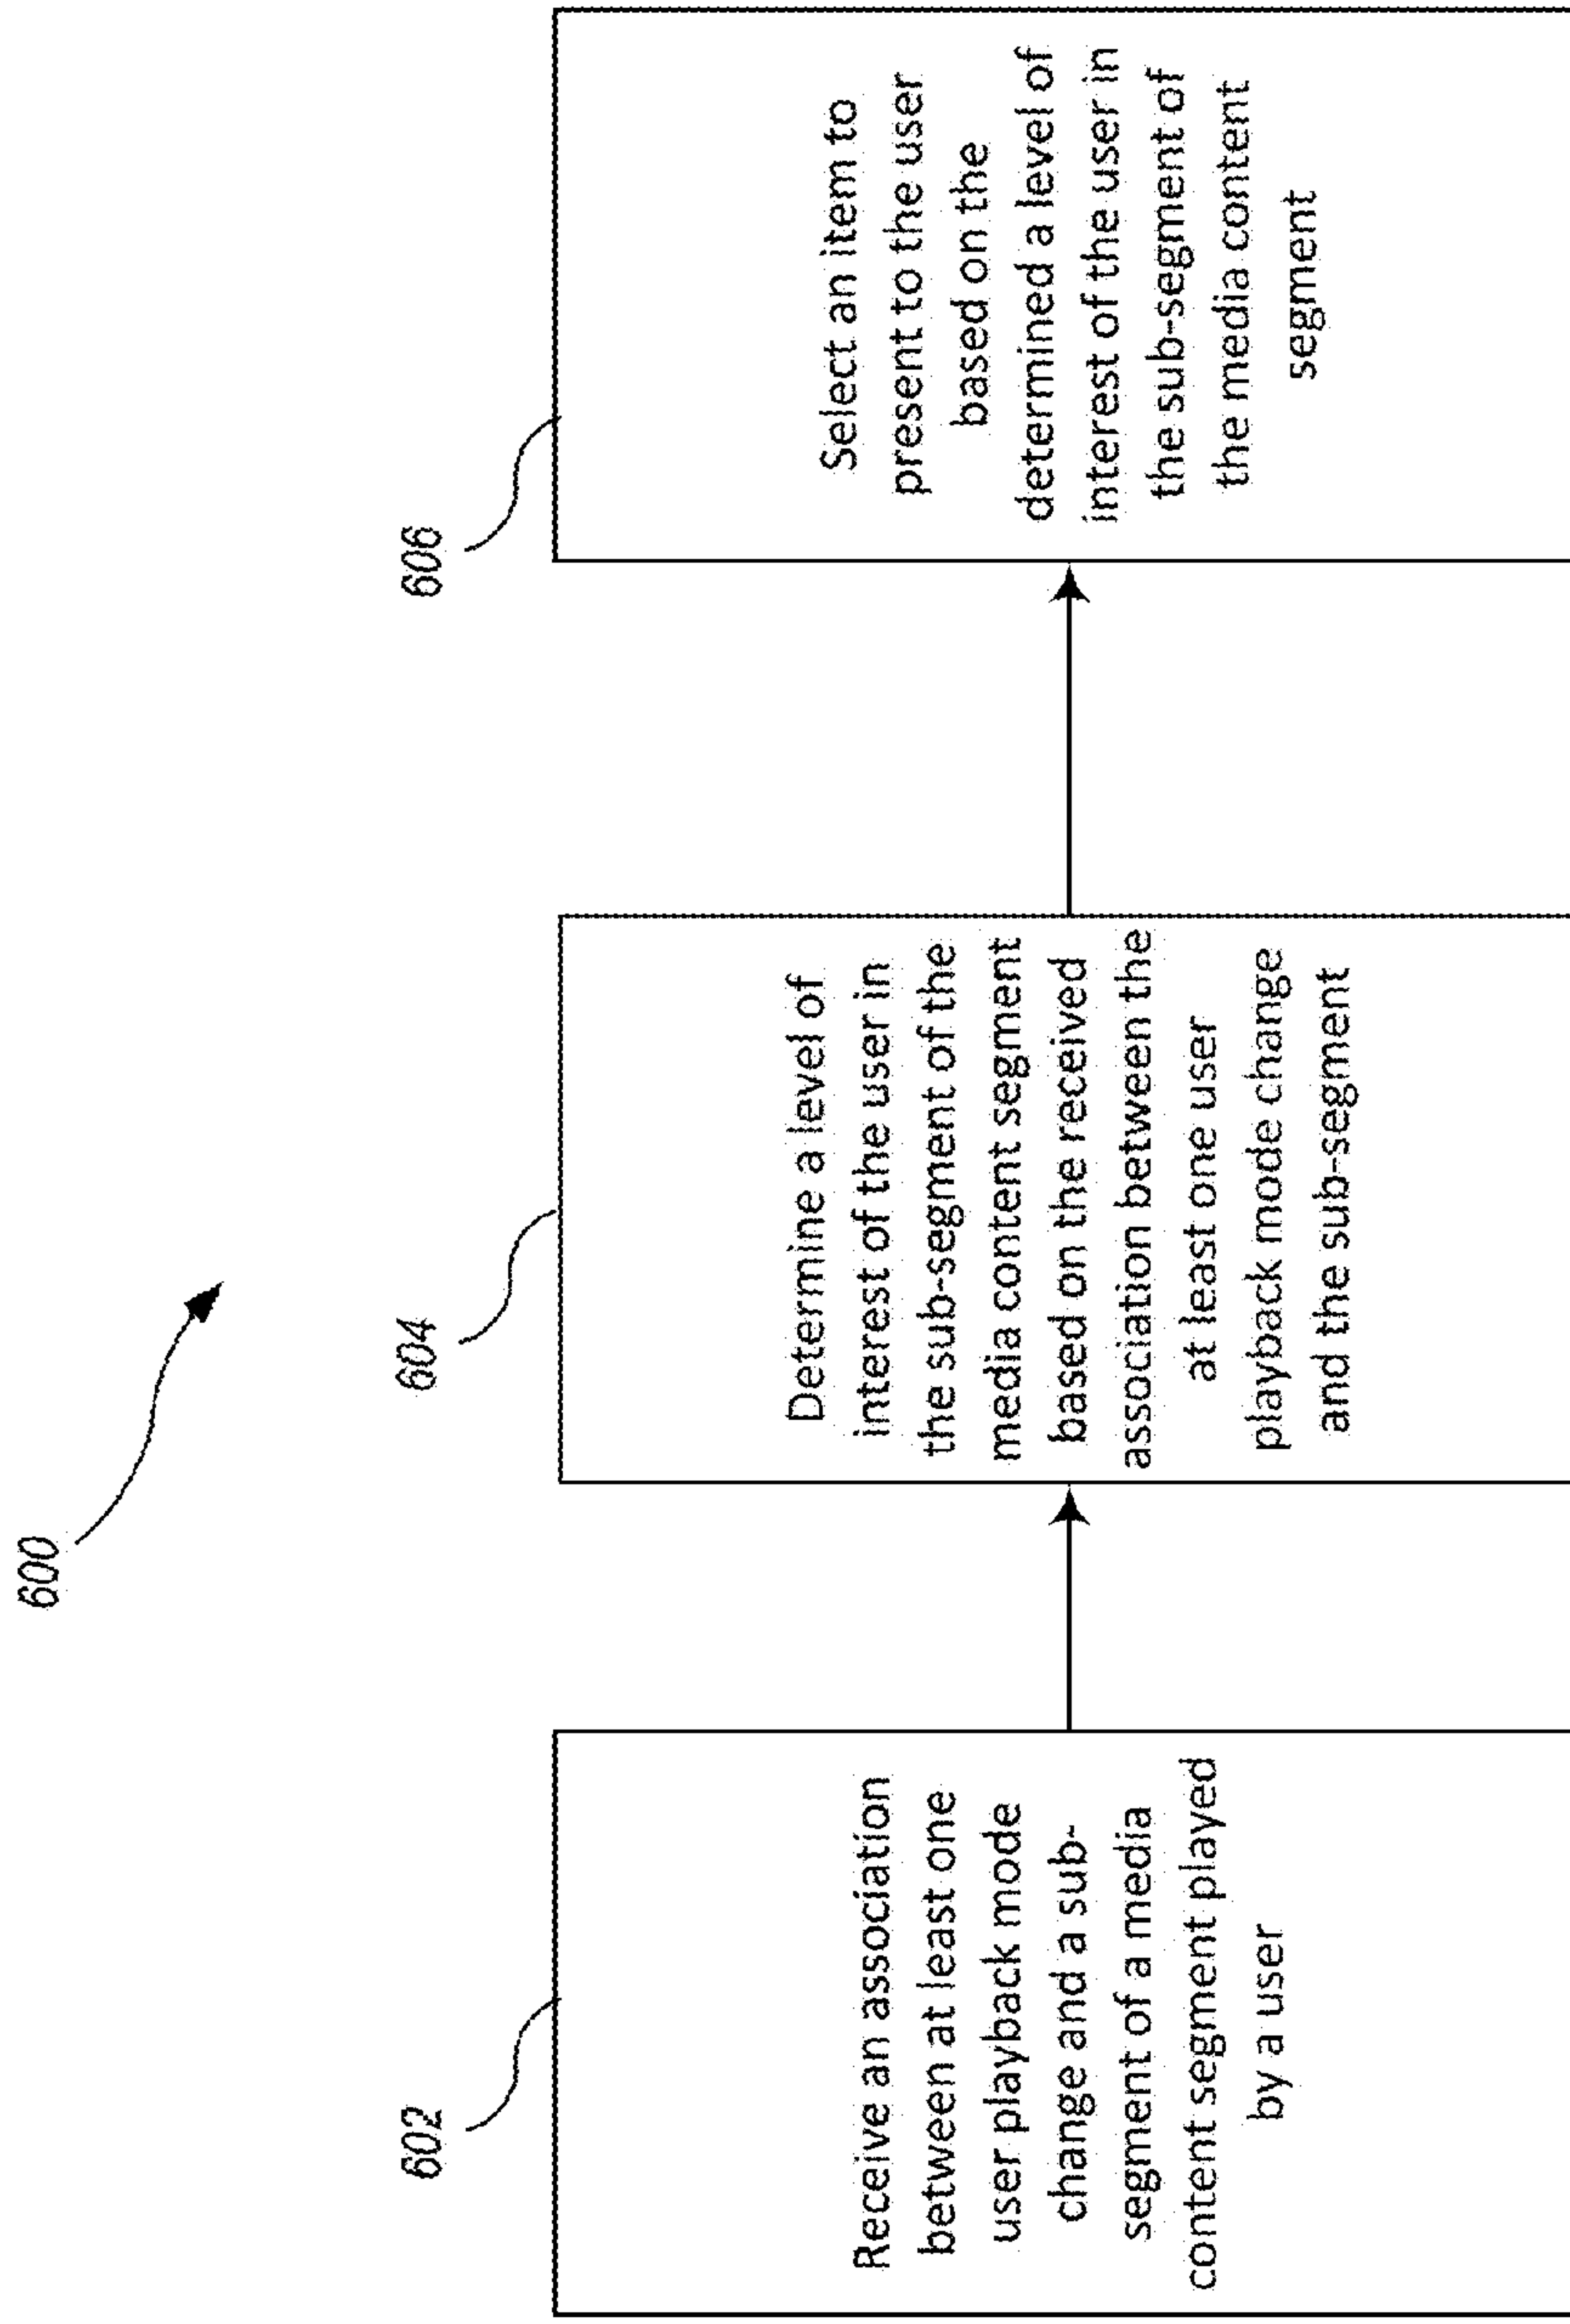 600
602
Receive an association
between at least one
user playback mode
change and a sub-
segment of a media
content segment played
by a user
604
Determine a level of
interest of the user in
the sub-segment of the
media content segment
based on the received
association between the
at least one user
playback mode change
and the sub-segment
606
Select an item to
present to the user
based on the
determined a level of
interest of the user in
the sub-segment of
the media content
segment